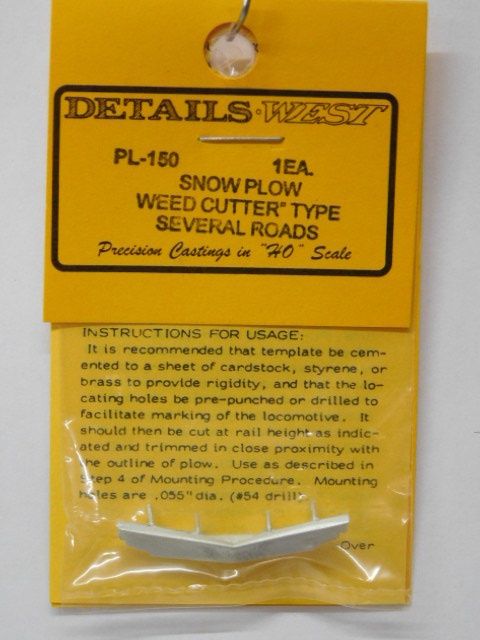 DETAILS·WEST
PL-150 1EA.
SNOW PLOW
WEED CUTTER" TYPE
SEVERAL ROADS
Precision Castings in "HO" Scale
INSTRUCTIONS FOR USAGE:
It is recommended that template be cem-
ented to a sheet of cardstock, styrene, or
brass to provide rigidity, and that the lo-
cating holes be pre-punched or drilled to
facilitate marking of the locomotive. It
should then be cut at rail height as indic-
ated and trimmed in close proximity with
the outline of plow. Use as described in
Step 4 of Mounting Procedure. Mounting
holes are .055" dia. (#54 drill)
Over